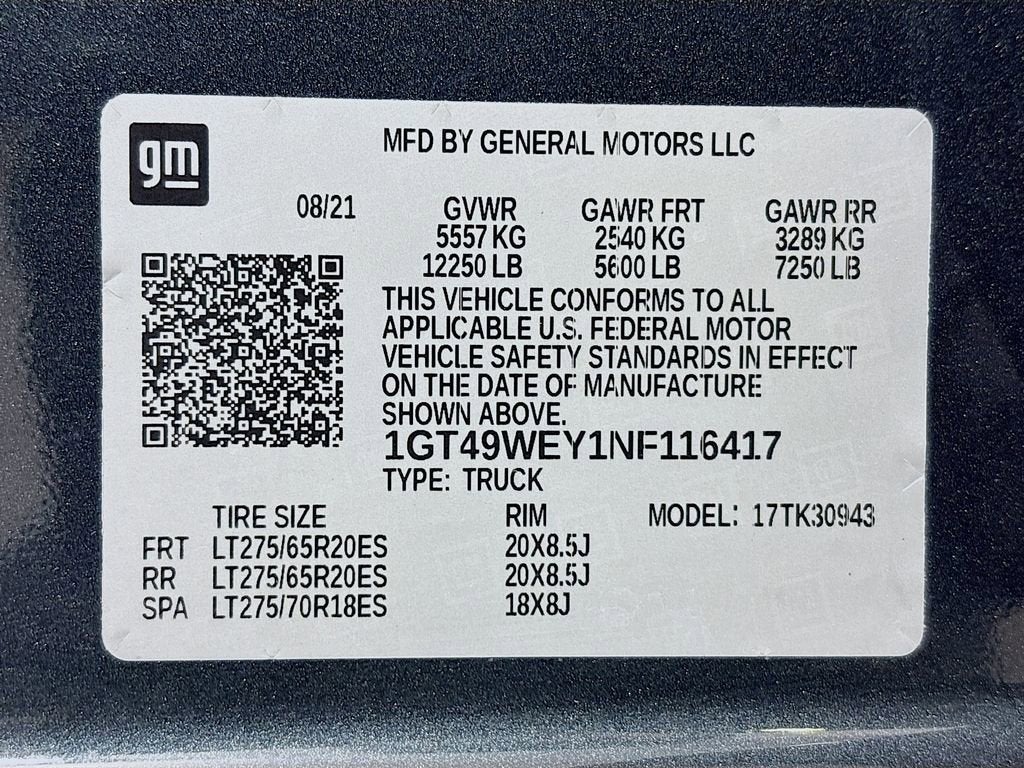 gm
MFD BY GENERAL MOTORS LLC
08/21 GVWR GAWR FRT GAWR RR
5557 KG 2540 KG 3289 KG
12250 LB 5600 LB 7250 LB
THIS VEHICLE CONFORMS TO ALL
APPLICABLE U.S. FEDERAL MOTOR
VEHICLE SAFETY STANDARDS IN EFFECT
ON THE DATE OF MANUFACTURE
SHOWN ABOVE.
1GT49WEY1NF116417
TYPE: TRUCK
TIRE SIZE RIM MODEL: 17TK30943
FRT LT275/65R20ES 20X8.5J
RR LT275/65R20ES 20X8.5J
SPA LT275/70R18ES 18X8J